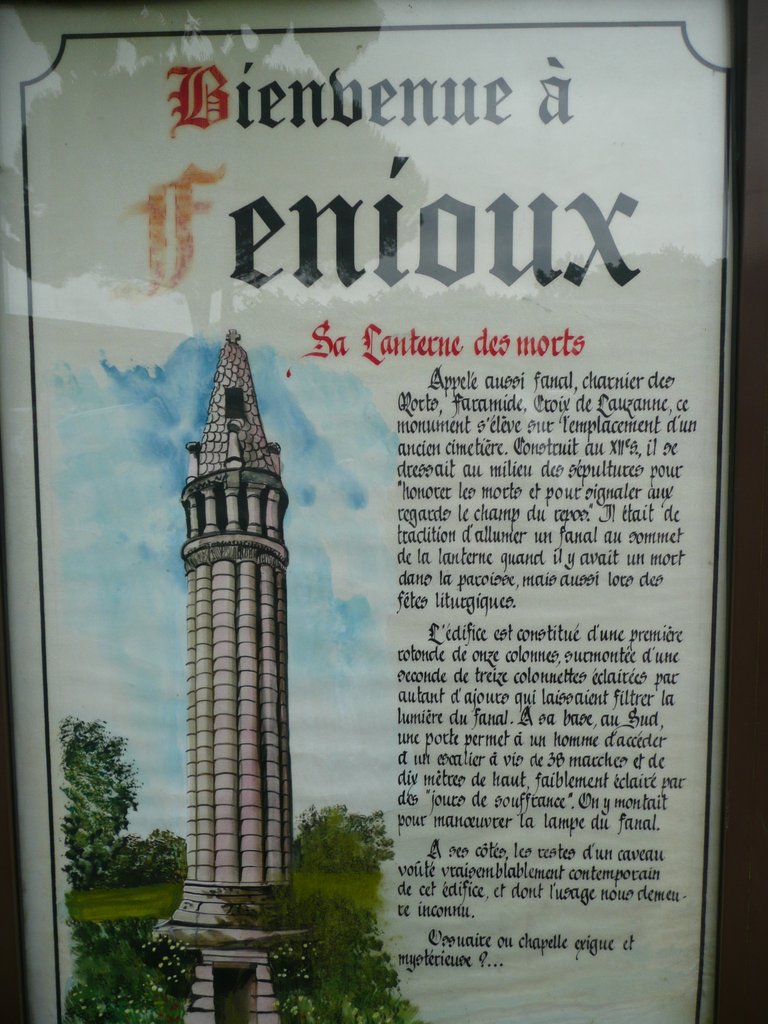 Bienvenue à
Fenioux
Sa Lanterne des morts
Appelé aussi fanal, charnier des
Morts, Faramide, Croix de Lauzanne, ce
monument s'élève sur l'emplacement d'un
ancien cimetière. Construit au XIIes, il se
dressait au milieu des sépultures pour
"honorer les morts et pour signaler aux
regards le champ du repos." Il était de
tradition d'allumer un fanal au sommet
de la lanterne quand il y avait un mort
dans la paroisse, mais aussi lors des
fêtes liturgiques.
L'édifice est constitué d'une première
rotonde de onze colonnes, surmontée d'une
seconde de treize colonnettes éclairées par
autant d'ajours qui laissaient filtrer la
lumière du fanal. A sa base, au Sud,
une porte permet à un homme d'accéder
à un escalier à vis de 38 marches et de
dix mètres de haut, faiblement éclairé par
des "jours de souffrance". On y montait
pour manœuvrer la lampe du fanal.
A ses côtés, les restes d'un caveau
voûté vraisemblablement contemporain
de cet édifice, et dont l'usage nous demeu-
re inconnu.
Ossuaire ou chapelle exigue et
mystérieuse ?...